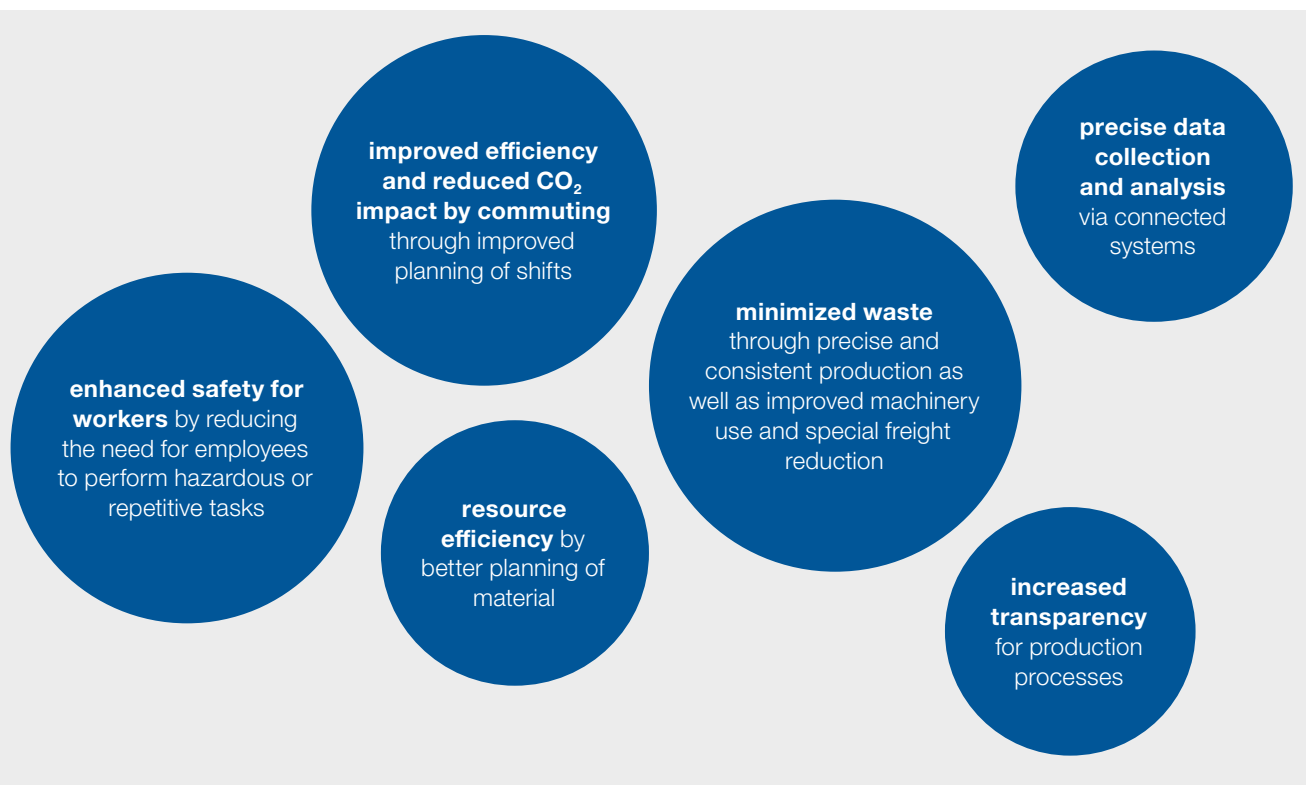 improved efficiency
and reduced CO₂
impact by commuting
through improved
planning of shifts
precise data
collection
and analysis
via connected
systems
enhanced safety for
workers by reducing
the need for employees
to perform hazardous or
repetitive tasks
minimized waste
through precise and
consistent production as
well as improved machinery
use and special freight
reduction
resource
efficiency by
better planning of
material
increased
transparency
for production
processes